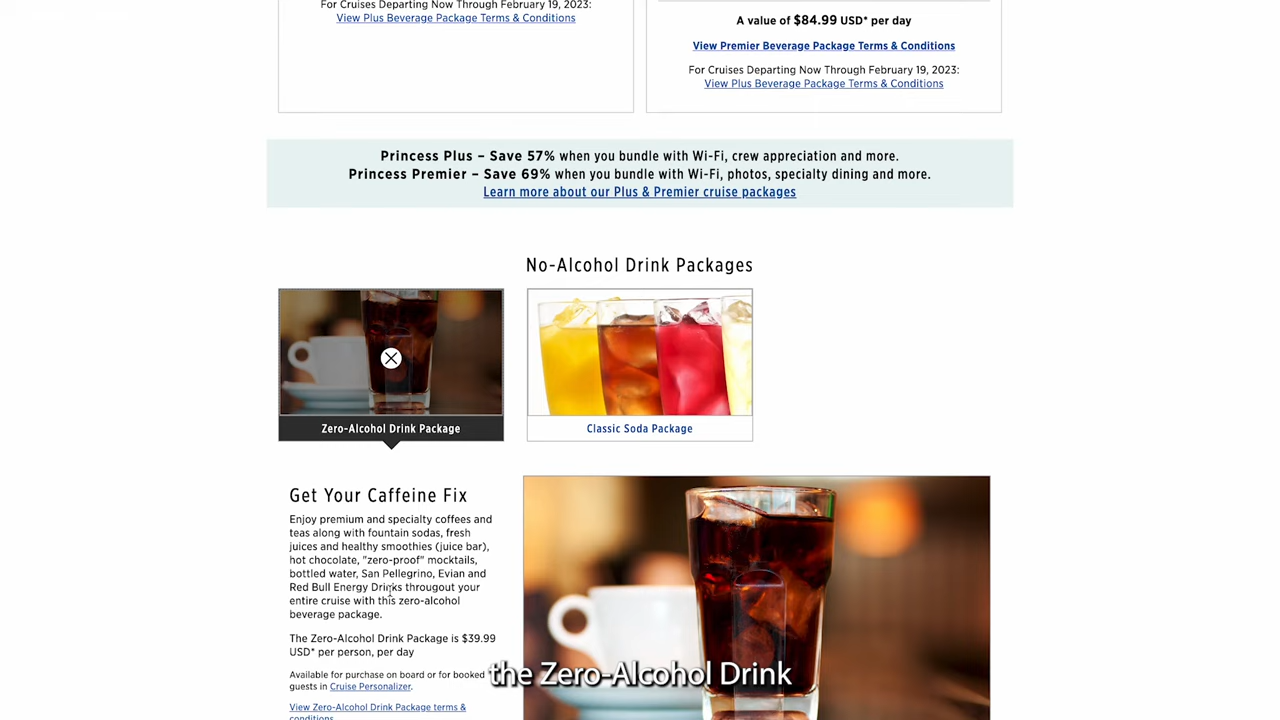 For Cruises Departing Now Through February 19, 2023:
View Plus Beverage Package Terms & Conditions
A value of $84.99 USD* per day
View Premier Beverage Package Terms & Conditions
For Cruises Departing Now Through February 19, 2023:
View Plus Beverage Package Terms & Conditions
Princess Plus – Save 57% when you bundle with Wi-Fi, crew appreciation and more.
Princess Premier – Save 69% when you bundle with Wi-Fi, photos, specialty dining and more.
Learn more about our Plus & Premier cruise packages
No-Alcohol Drink Packages
Zero-Alcohol Drink Package
Classic Soda Package
Get Your Caffeine Fix
Enjoy premium and specialty coffees and
teas along with fountain sodas, fresh
juices and healthy smoothies (juice bar),
hot chocolate, "zero-proof" mocktails,
bottled water, San Pellegrino, Evian and
Red Bull Energy Drinks througout your
entire cruise with this zero-alcohol
beverage package.
The Zero-Alcohol Drink Package is $39.99
USD* per person, per day
Available for purchase on board or for booked
guests in Cruise Personalizer.
View Zero-Alcohol Drink Package terms &
conditions
the Zero-Alcohol Drink